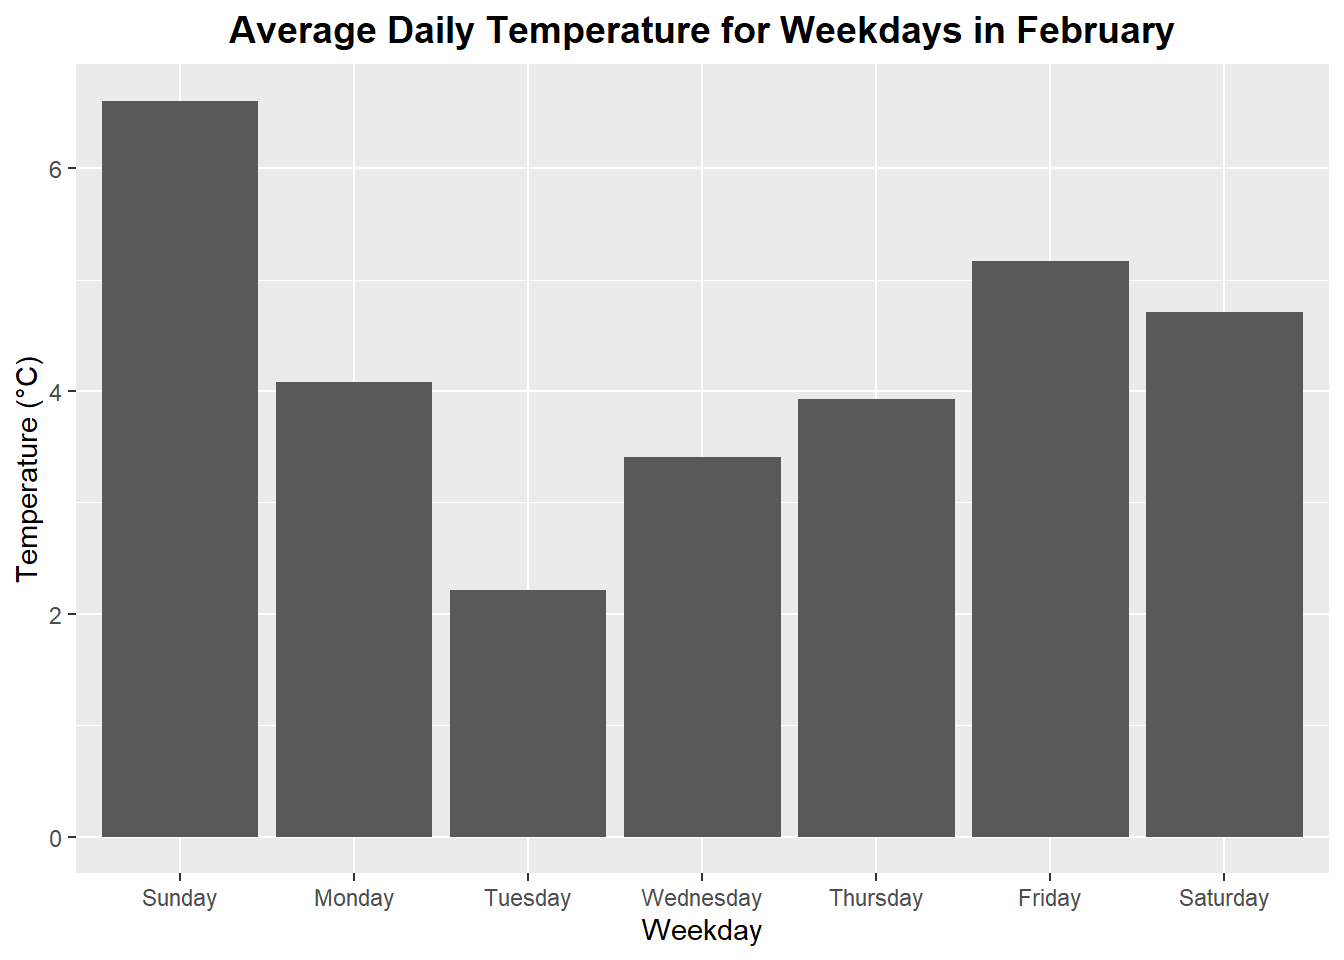 Average Daily Temperature for Weekdays in February
Temperature (°C)
6
4
2
0
Sunday Monday Tuesday Wednesday Thursday Friday Saturday
Weekday